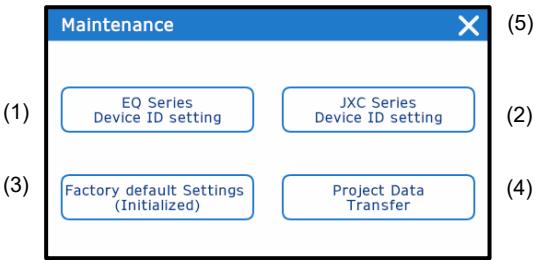 Maintenance
(5)
(1)
EQ Series
Device ID setting
JXC Series
Device ID setting
(2)
(3)
Factory default Settings
(Initialized)
Project Data
Transfer
(4)